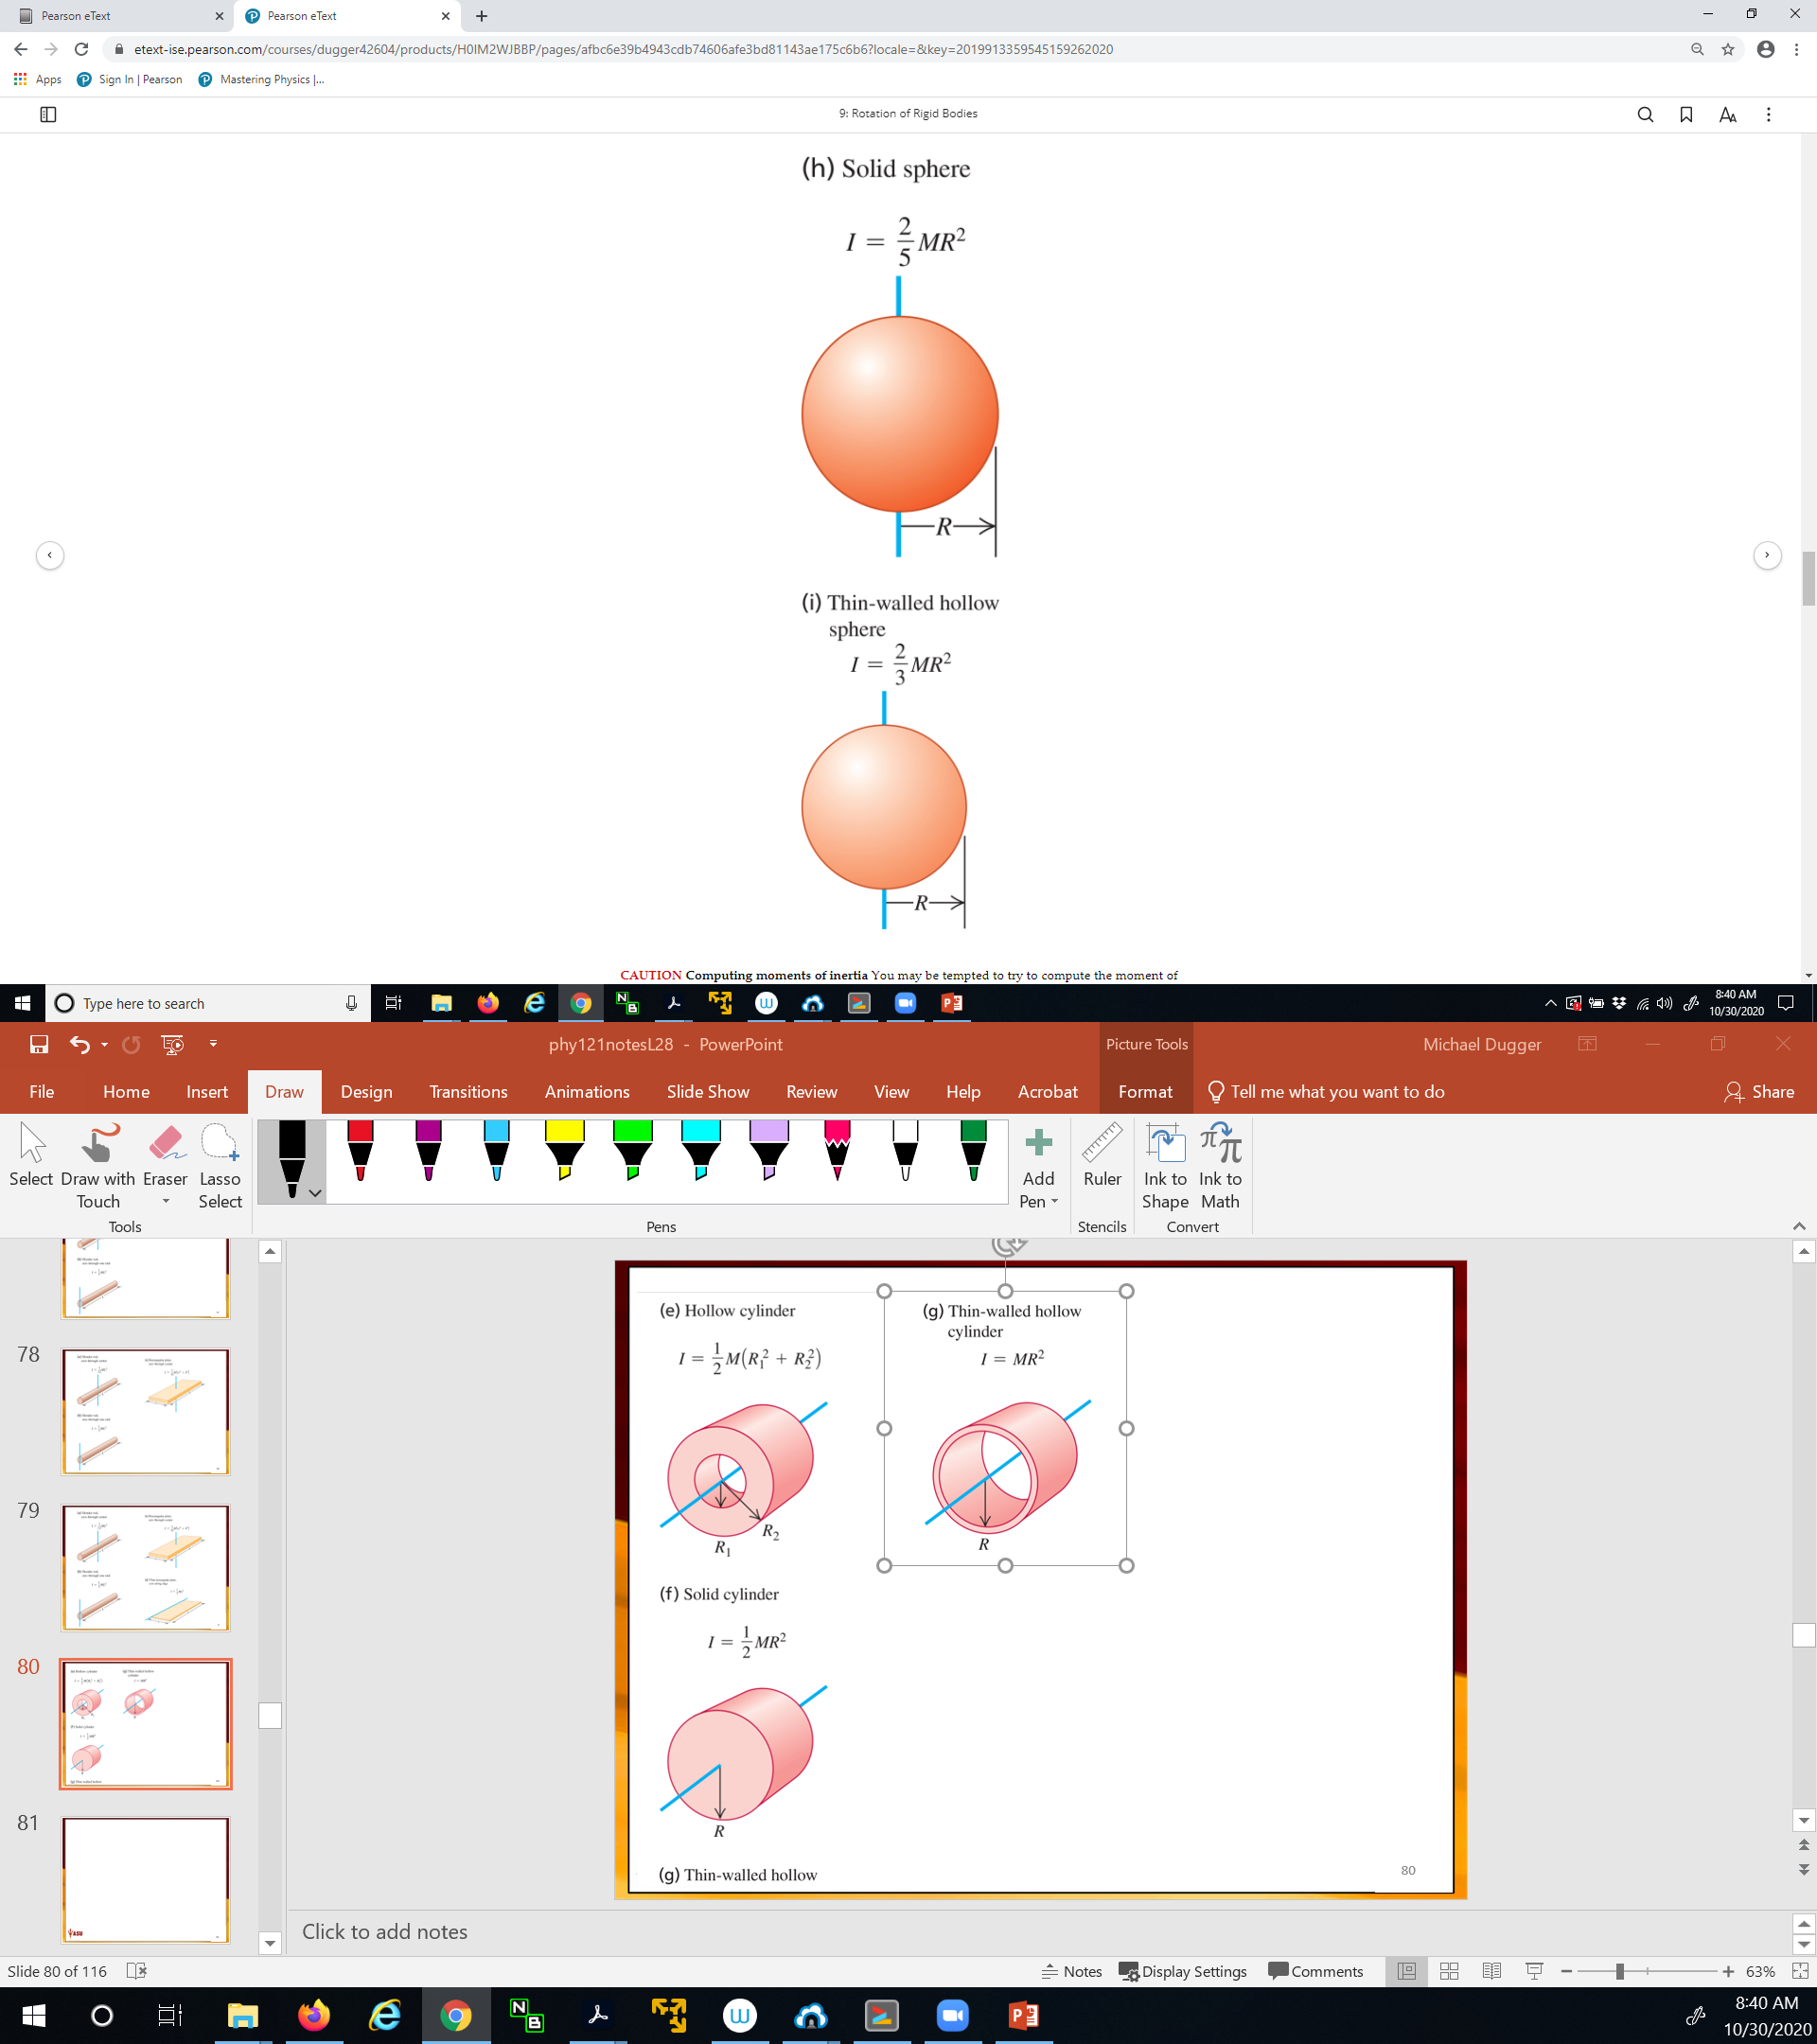 Pearson eText
Pearson eText
etext-ise.pearson.com/courses/dugger42604/products/H0IM2WJBBP/pages/afbc6e39b4943cdb74606afe3bd81143ae175c6b6?locale=&key=2019913359545159262020
Apps Sign In | Pearson Mastering Physics |...
9: Rotation of Rigid Bodies
(h) Solid sphere
I = 2/5 MR²
R
(i) Thin-walled hollow
sphere
I = 2/3 MR²
R
CAUTION Computing moments of inertia You may be tempted to try to compute the moment of
Type here to search
8:40 AM
10/30/2020
phy121notesL28 - PowerPoint
Picture Tools
Michael Dugger
File Home Insert Draw Design Transitions Animations Slide Show Review View Help Acrobat Format Tell me what you want to do Share
Select Draw with Touch Eraser Lasso Select
Add Pen Ruler Ink to Shape Ink to Math
Tools Pens Stencils Convert
78
79
80
81
(e) Hollow cylinder
I = 1/2 M(R₁² + R₂²)
R₁
R₂
(g) Thin-walled hollow
cylinder
I = MR²
R
(f) Solid cylinder
I = 1/2 MR²
R
(g) Thin-walled hollow
80
Click to add notes
Slide 80 of 116
Notes Display Settings Comments 63%
8:40 AM
10/30/2020